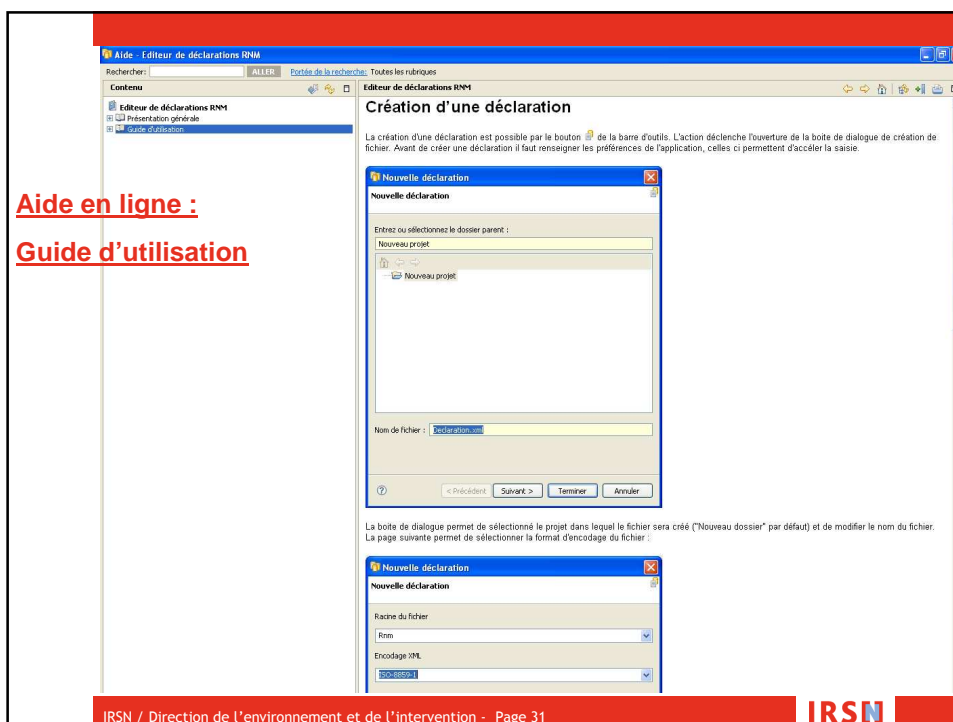 Aide - Editeur de déclarations RNM
Rechercher: ALLER Portée de la recherche: Toutes les rubriques
Contenu
Editeur de déclarations RNM
Présentation générale
Guide d'utilisation
Aide en ligne :
Guide d'utilisation
Editeur de déclarations RNM
Création d'une déclaration
La création d'une déclaration est possible par le bouton de la barre d'outils. L'action déclenche l'ouverture de la boite de dialogue de création de
fichier. Avant de créer une déclaration il faut renseigner les préférences de l'application, celles ci permettent d'accéler la saisie.
Nouvelle déclaration
Nouvelle déclaration
Entrez ou sélectionnez le dossier parent :
Nouveau projet
Nouveau projet
Nom de fichier : Declaration.xml
< Précédent Suivant > Terminer Annuler
La boite de dialogue permet de sélectionné le projet dans lequel le fichier sera créé ("Nouveau dossier" par défaut) et de modifier le nom du fichier.
La page suivante permet de sélectionner la format d'encodage du fichier :
Nouvelle déclaration
Nouvelle déclaration
Racine du fichier
Rnm
Encodage XML
ISO-8859-1
IRSN / Direction de l'environnement et de l'intervention - Page 31
IRSN